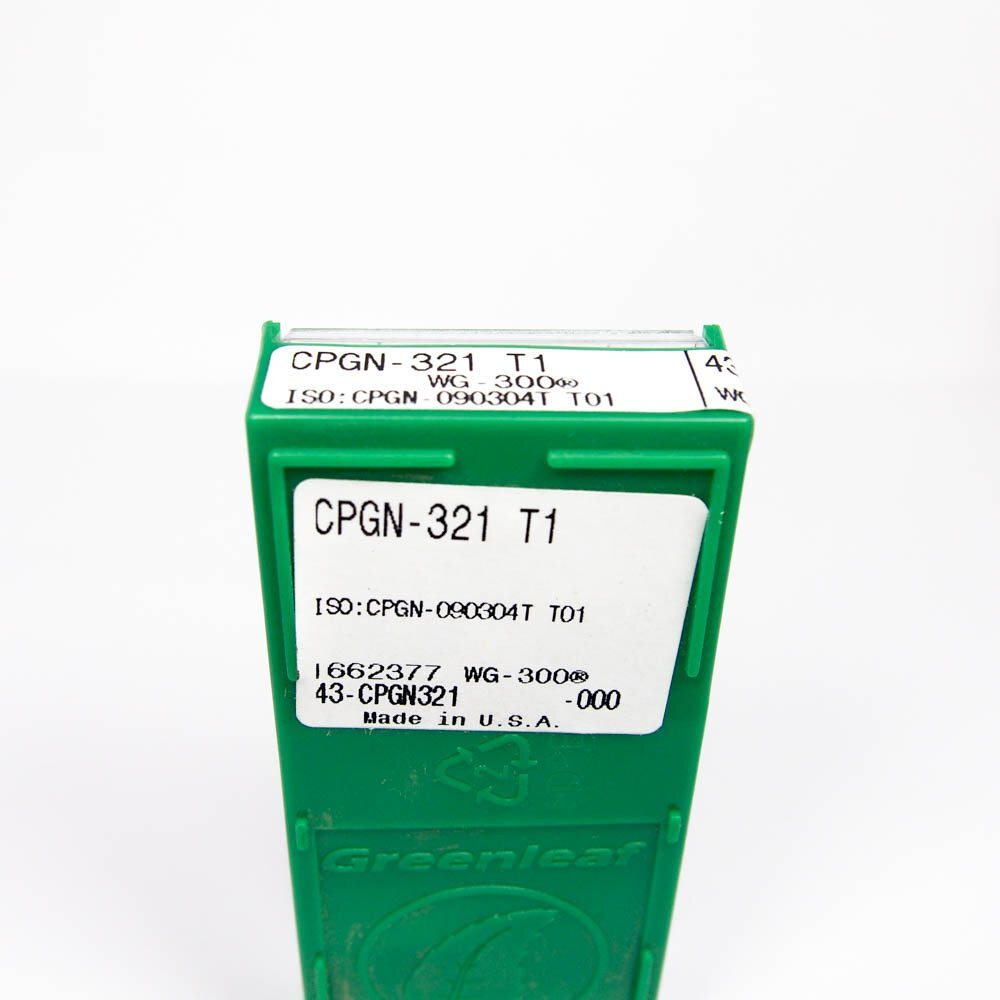 CPGN-321 T1
WG-300®
ISO:CPGN-090304T T01
43
CPGN-321 T1
ISO:CPGN-090304T T01
1662377 WG-300®
43-CPGN321 -000
Made in U.S.A.
Greenleaf